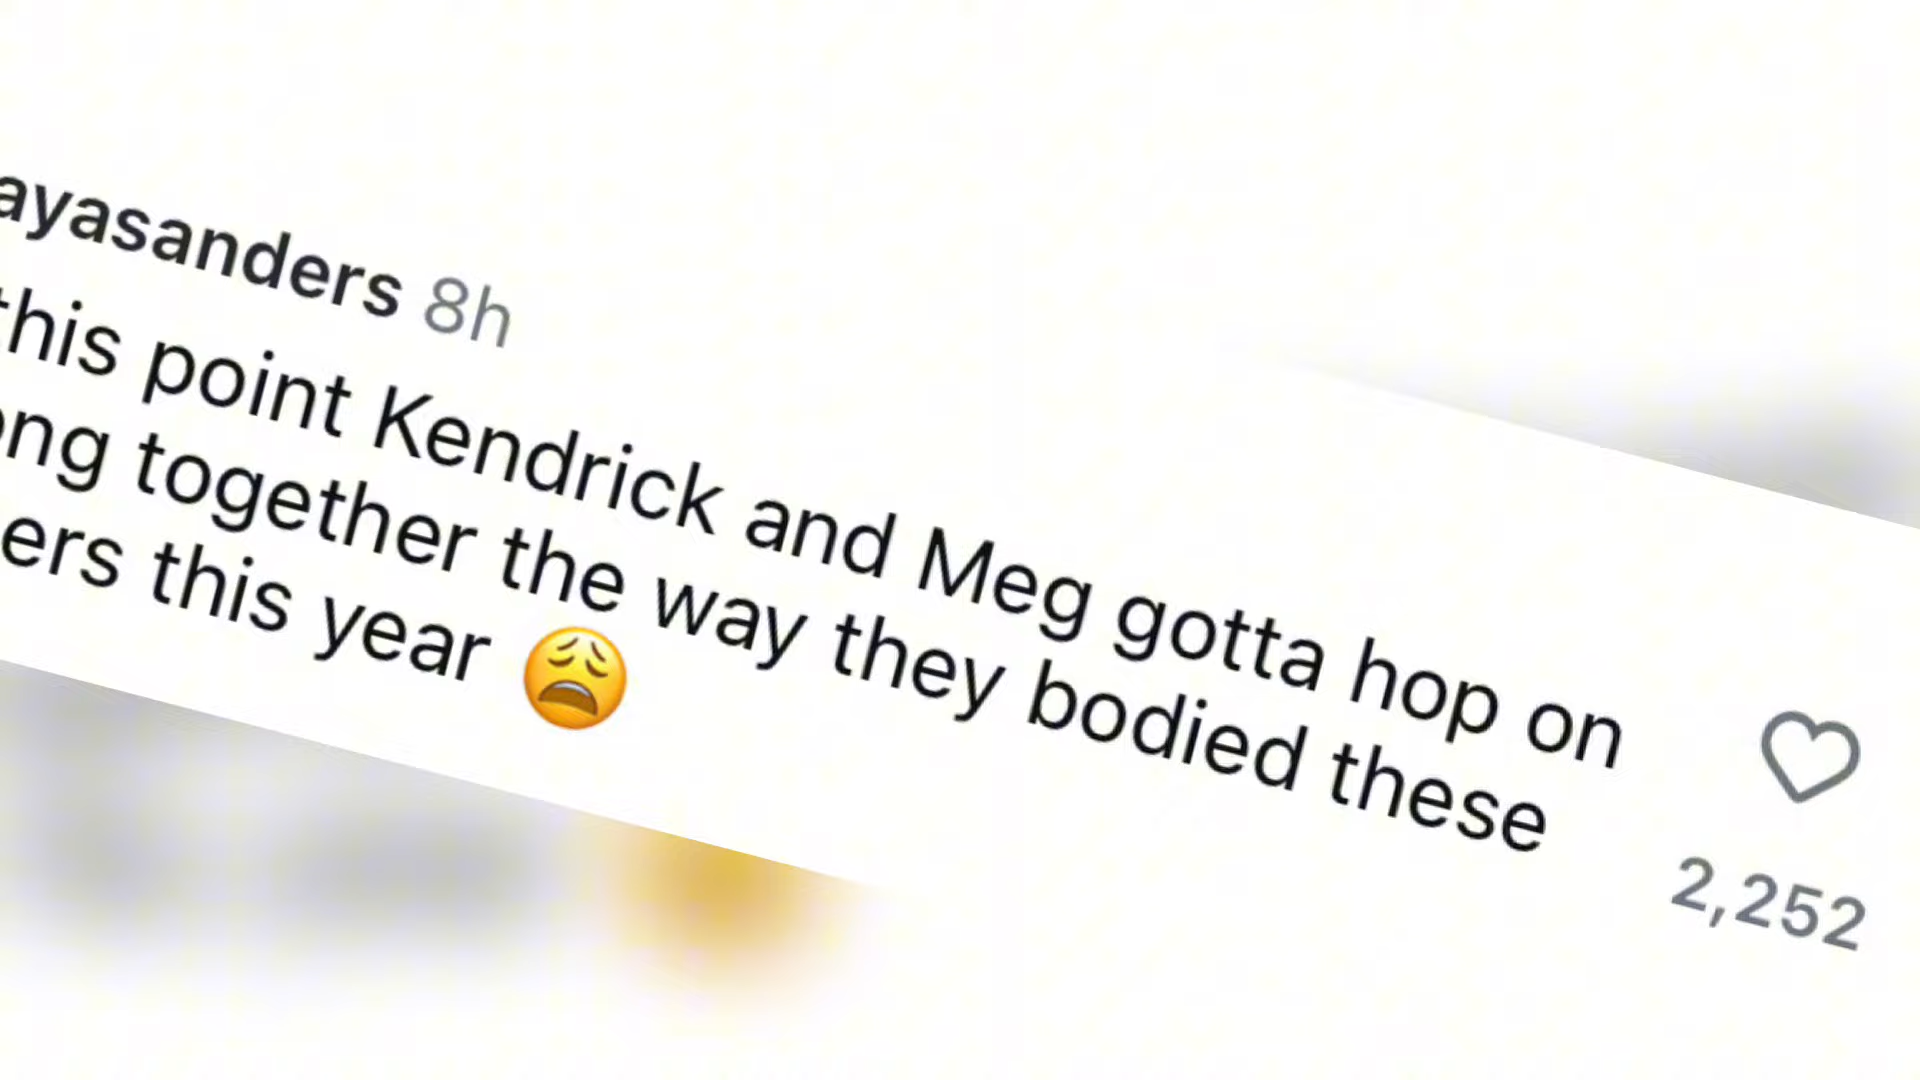 ayasanders 8h
this point Kendrick and Meg gotta hop on
ong together the way they bodied these
ers this year 😩
2,252